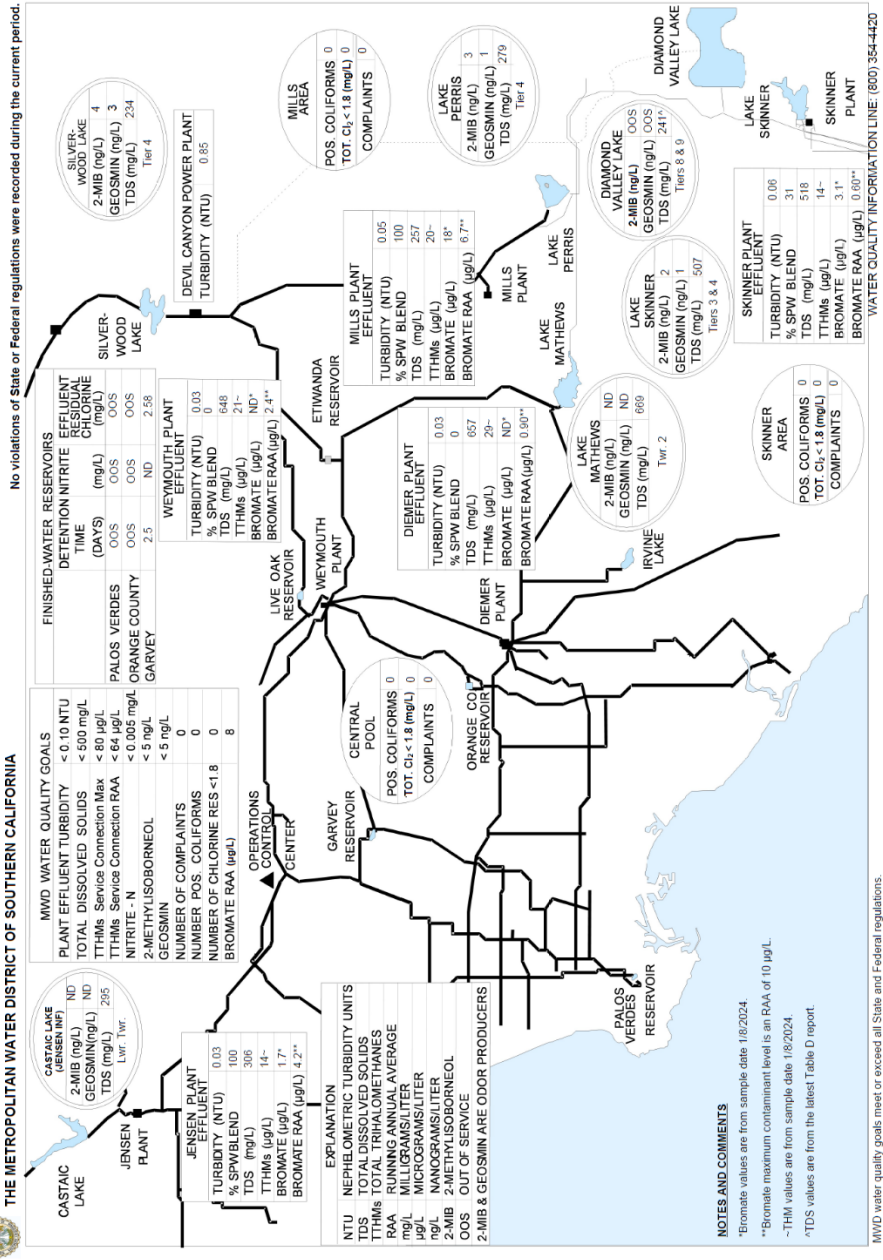 THE METROPOLITAN WATER DISTRICT OF SOUTHERN CALIFORNIA
No violations of State or Federal regulations were recorded during the current period.
CASTAIC LAKE
(JENSEN INF)
2-MIB (ng/L) ND
GEOSMIN(ng/L) ND
TDS (mg/L) 295
Lwr. Twr.
CASTAIC
LAKE
JENSEN
PLANT
JENSEN PLANT
EFFLUENT
TURBIDITY (NTU) 0.03
% SPW BLEND 100
TDS (mg/L) 306
TTHMs (µg/L) 14~
BROMATE (µg/L) 1.7*
BROMATE RAA (µg/L) 4.2**
MWD WATER QUALITY GOALS
PLANT EFFLUENT TURBIDITY < 0.10 NTU
TOTAL DISSOLVED SOLIDS < 500 mg/L
TTHMs Service Connection Max < 80 µg/L
TTHMs Service Connection RAA < 64 µg/L
NITRITE - N < 0.005 mg/L
2-METHYLISOBORNEOL < 5 ng/L
GEOSMIN < 5 ng/L
NUMBER OF COMPLAINTS 0
NUMBER POS. COLIFORMS 0
NUMBER OF CHLORINE RES <1.8 0
BROMATE RAA (µg/L) 8
FINISHED-WATER RESERVOIRS
DETENTION TIME (DAYS) NITRITE (mg/L) EFFLUENT RESIDUAL CHLORINE (mg/L)
PALOS VERDES OOS OOS OOS
ORANGE COUNTY OOS OOS OOS
GARVEY 2.5 ND 2.58
SILVER-
WOOD LAKE
2-MIB (ng/L) 4
GEOSMIN (ng/L) 3
TDS (mg/L) 234
Tier 4
SILVER-
WOOD
LAKE
DEVIL CANYON POWER PLANT
TURBIDITY (NTU) 0.85
WEYMOUTH PLANT
EFFLUENT
TURBIDITY (NTU) 0.03
% SPW BLEND 0
TDS (mg/L) 648
TTHMs (µg/L) 21~
BROMATE (µg/L) ND*
BROMATE RAA (µg/L) 2.4**
OPERATIONS
CONTROL
CENTER
LIVE OAK
RESERVOIR
WEYMOUTH
PLANT
ETIWANDA
RESERVOIR
MILLS
AREA
POS. COLIFORMS 0
TOT. Cl₂ < 1.8 (mg/L) 0
COMPLAINTS 0
GARVEY
RESERVOIR
CENTRAL
POOL
POS. COLIFORMS 0
TOT. Cl₂ < 1.8 (mg/L) 0
COMPLAINTS 0
MILLS PLANT
EFFLUENT
TURBIDITY (NTU) 0.05
% SPW BLEND 100
TDS (mg/L) 257
TTHMs (µg/L) 20~
BROMATE (µg/L) 18*
BROMATE RAA (µg/L) 6.7**
LAKE
PERRIS
2-MIB (ng/L) 3
GEOSMIN (ng/L) 1
TDS (mg/L) 279
Tier 4
EXPLANATION
NTU NEPHELOMETRIC TURBIDITY UNITS
TDS TOTAL DISSOLVED SOLIDS
TTHMs TOTAL TRIHALOMETHANES
RAA RUNNING ANNUAL AVERAGE
mg/L MILLIGRAMS/LITER
µg/L MICROGRAMS/LITER
ng/L NANOGRAMS/LITER
2-MIB 2-METHYLISOBORNEOL
OOS OUT OF SERVICE
2-MIB & GEOSMIN ARE ODOR PRODUCERS
ORANGE CO
RESERVOIR
DIEMER
PLANT
DIEMER PLANT
EFFLUENT
TURBIDITY (NTU) 0.03
% SPW BLEND 0
TDS (mg/L) 657
TTHMs (µg/L) 29~
BROMATE (µg/L) ND*
BROMATE RAA(µg/L) 0.90**
MILLS
PLANT
LAKE
PERRIS
LAKE
MATHEWS
PALOS
VERDES
RESERVOIR
IRVINE
LAKE
LAKE
MATHEWS
2-MIB (ng/L) ND
GEOSMIN (ng/L) ND
TDS (mg/L) 669
Twr. 2
LAKE
SKINNER
2-MIB (ng/L) 2
GEOSMIN (ng/L) 1
TDS (mg/L) 507
Tiers 3 & 4
DIAMOND
VALLEY LAKE
2-MIB (ng/L) OOS
GEOSMIN (ng/L) OOS
TDS (mg/L) 241^
Tiers 8 & 9
DIAMOND
VALLEY LAKE
LAKE
SKINNER
SKINNER
PLANT
SKINNER
AREA
POS. COLIFORMS 0
TOT. Cl₂ < 1.8 (mg/L) 0
COMPLAINTS 0
SKINNER PLANT
EFFLUENT
TURBIDITY (NTU) 0.06
% SPW BLEND 31
TDS (mg/L) 518
TTHMs (µg/L) 14~
BROMATE (µg/L) 3.1*
BROMATE RAA (µg/L) 0.60**
NOTES AND COMMENTS
*Bromate values are from sample date 1/8/2024.
**Bromate maximum contaminant level is an RAA of 10 µg/L.
~THM values are from sample date 1/8/2024.
^TDS values are from the latest Table D report.
MWD water quality goals meet or exceed all State and Federal regulations.
WATER QUALITY INFORMATION LINE: (800) 354-4420